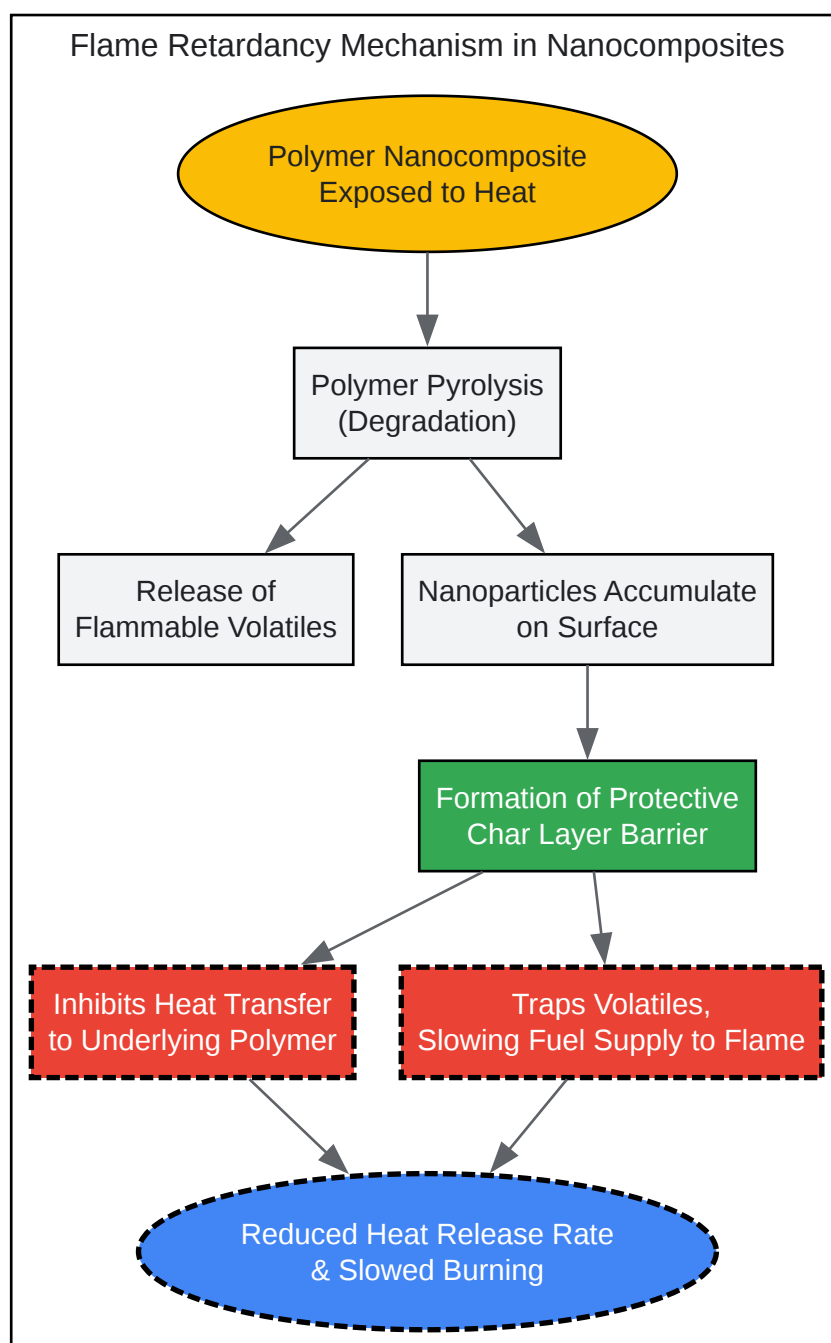 Flame Retardancy Mechanism in Nanocomposites
Polymer Nanocomposite
Exposed to Heat
Polymer Pyrolysis
(Degradation)
Release of
Flammable Volatiles
Nanoparticles Accumulate
on Surface
Formation of Protective
Char Layer Barrier
Inhibits Heat Transfer
to Underlying Polymer
Traps Volatiles,
Slowing Fuel Supply to Flame
Reduced Heat Release Rate
& Slowed Burning